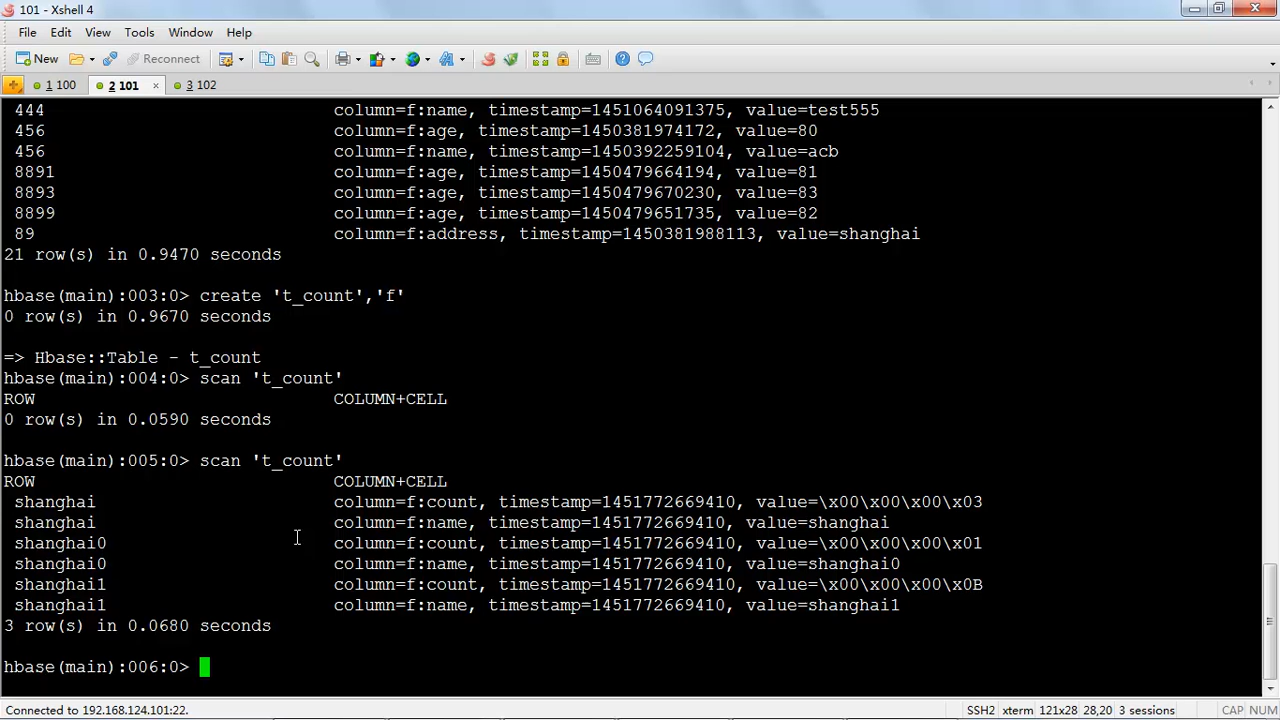 101 - Xshell 4
File Edit View Tools Window Help
New Reconnect
1 100 2 101 3 102
444 column=f:name, timestamp=1451064091375, value=test555
456 column=f:age, timestamp=1450381974172, value=80
456 column=f:name, timestamp=1450392259104, value=acb
8891 column=f:age, timestamp=1450479664194, value=81
8893 column=f:age, timestamp=1450479670230, value=83
8899 column=f:age, timestamp=1450479651735, value=82
89 column=f:address, timestamp=1450381988113, value=shanghai
21 row(s) in 0.9470 seconds
hbase(main):003:0> create 't_count','f'
0 row(s) in 0.9670 seconds
=> Hbase::Table - t_count
hbase(main):004:0> scan 't_count'
ROW COLUMN+CELL
0 row(s) in 0.0590 seconds
hbase(main):005:0> scan 't_count'
ROW COLUMN+CELL
shanghai column=f:count, timestamp=1451772669410, value=\x00\x00\x00\x03
shanghai column=f:name, timestamp=1451772669410, value=shanghai
shanghai0 column=f:count, timestamp=1451772669410, value=\x00\x00\x00\x01
shanghai0 column=f:name, timestamp=1451772669410, value=shanghai0
shanghai1 column=f:count, timestamp=1451772669410, value=\x00\x00\x00\x0B
shanghai1 column=f:name, timestamp=1451772669410, value=shanghai1
3 row(s) in 0.0680 seconds
hbase(main):006:0>
Connected to 192.168.124.101:22. SSH2 xterm 121x28 28,20 3 sessions CAP NUM